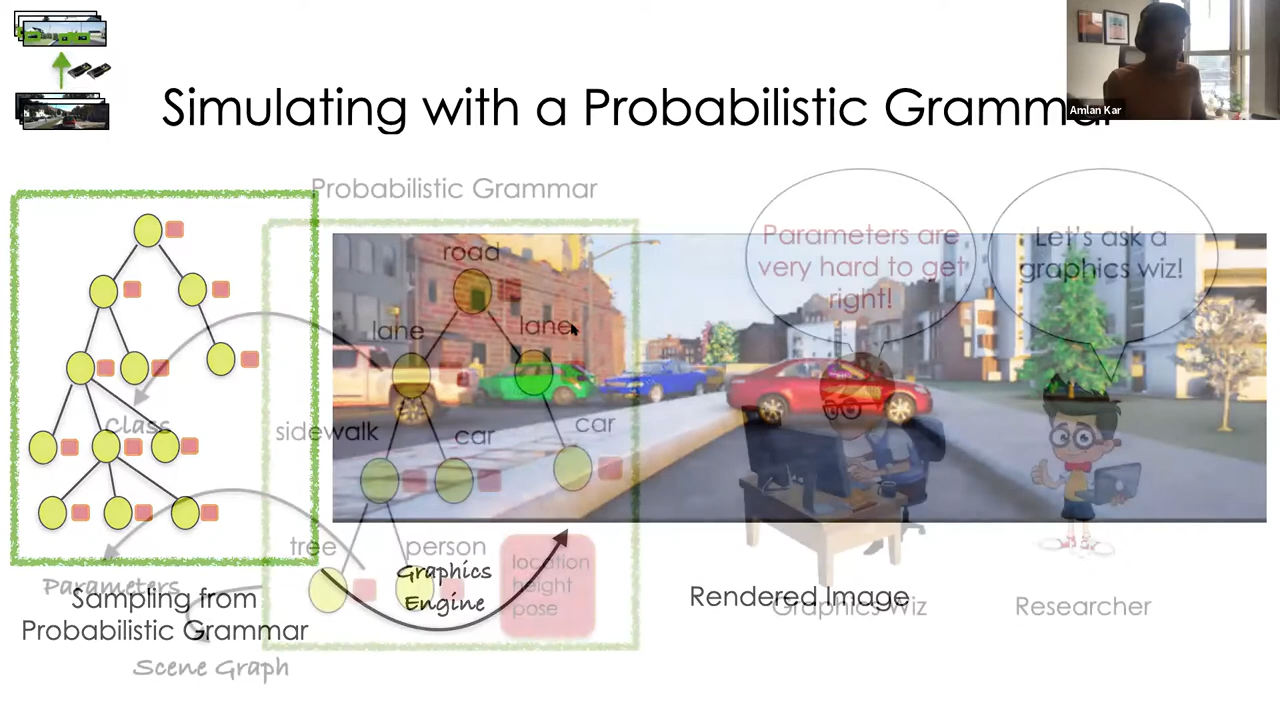 Simulating with a Probabilistic Grammar
Amlan Kar
Probabilistic Grammar
Parameters are
very hard to get
right!
Let's ask a
graphics wiz!
road
lane
lane
Class
sidewalk
car
car
tree
person
location
height
pose
Graphics
Engine
Parameters
Sampling from
Probabilistic Grammar
Scene Graph
Rendered Image
Graphics Wiz
Researcher